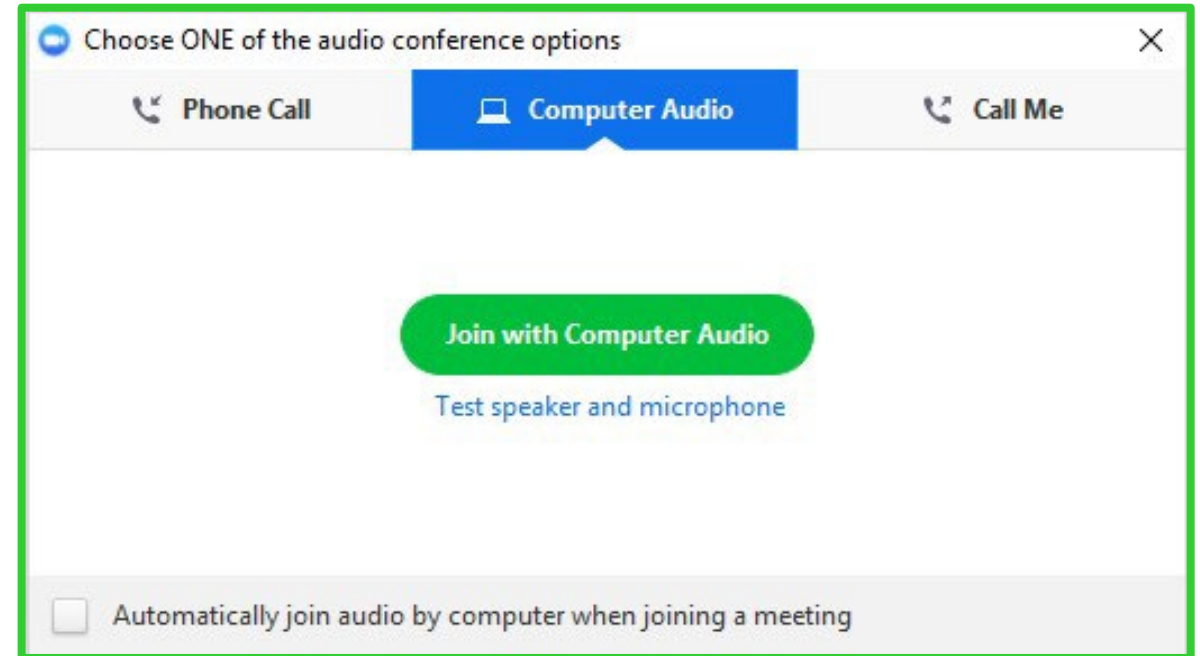 Choose ONE of the audio conference options
Phone Call
Computer Audio
Call Me
Join with Computer Audio
Test speaker and microphone
Automatically join audio by computer when joining a meeting